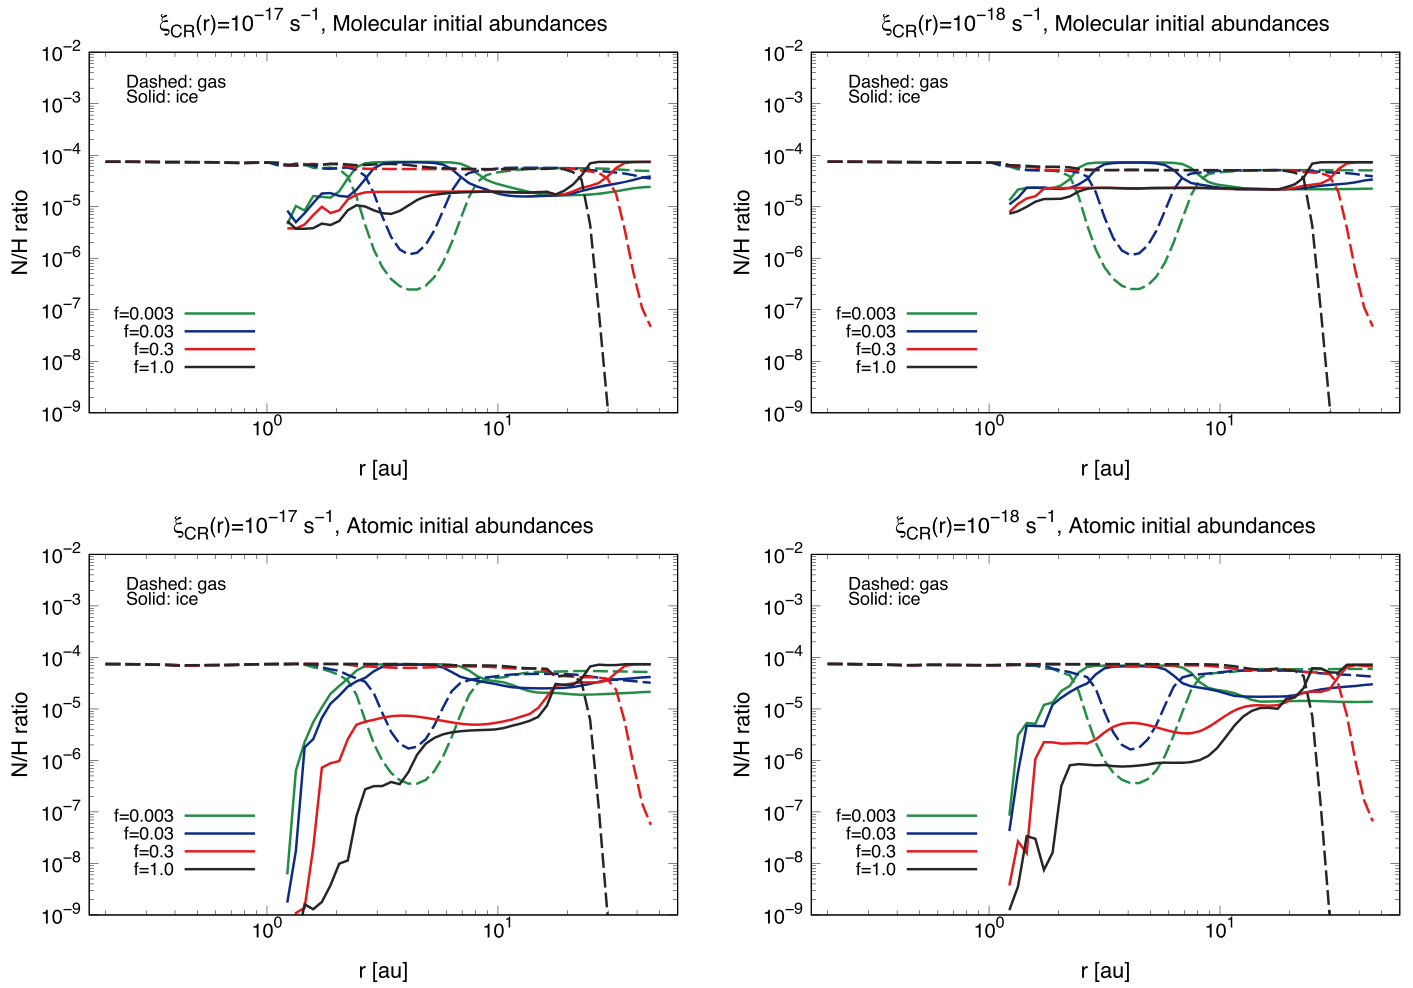 ξCR(r)=10−17 s−1, Molecular initial abundances
10−2
10−3
10−4
10−5
10−6
10−7
10−8
10−9
N/H ratio
Dashed: gas
Solid: ice
f=0.003
f=0.03
f=0.3
f=1.0
100
101
r [au]
ξCR(r)=10−18 s−1, Molecular initial abundances
10−2
10−3
10−4
10−5
10−6
10−7
10−8
10−9
N/H ratio
Dashed: gas
Solid: ice
f=0.003
f=0.03
f=0.3
f=1.0
100
101
r [au]
ξCR(r)=10−17 s−1, Atomic initial abundances
10−2
10−3
10−4
10−5
10−6
10−7
10−8
10−9
N/H ratio
Dashed: gas
Solid: ice
f=0.003
f=0.03
f=0.3
f=1.0
100
101
r [au]
ξCR(r)=10−18 s−1, Atomic initial abundances
10−2
10−3
10−4
10−5
10−6
10−7
10−8
10−9
N/H ratio
Dashed: gas
Solid: ice
f=0.003
f=0.03
f=0.3
f=1.0
100
101
r [au]